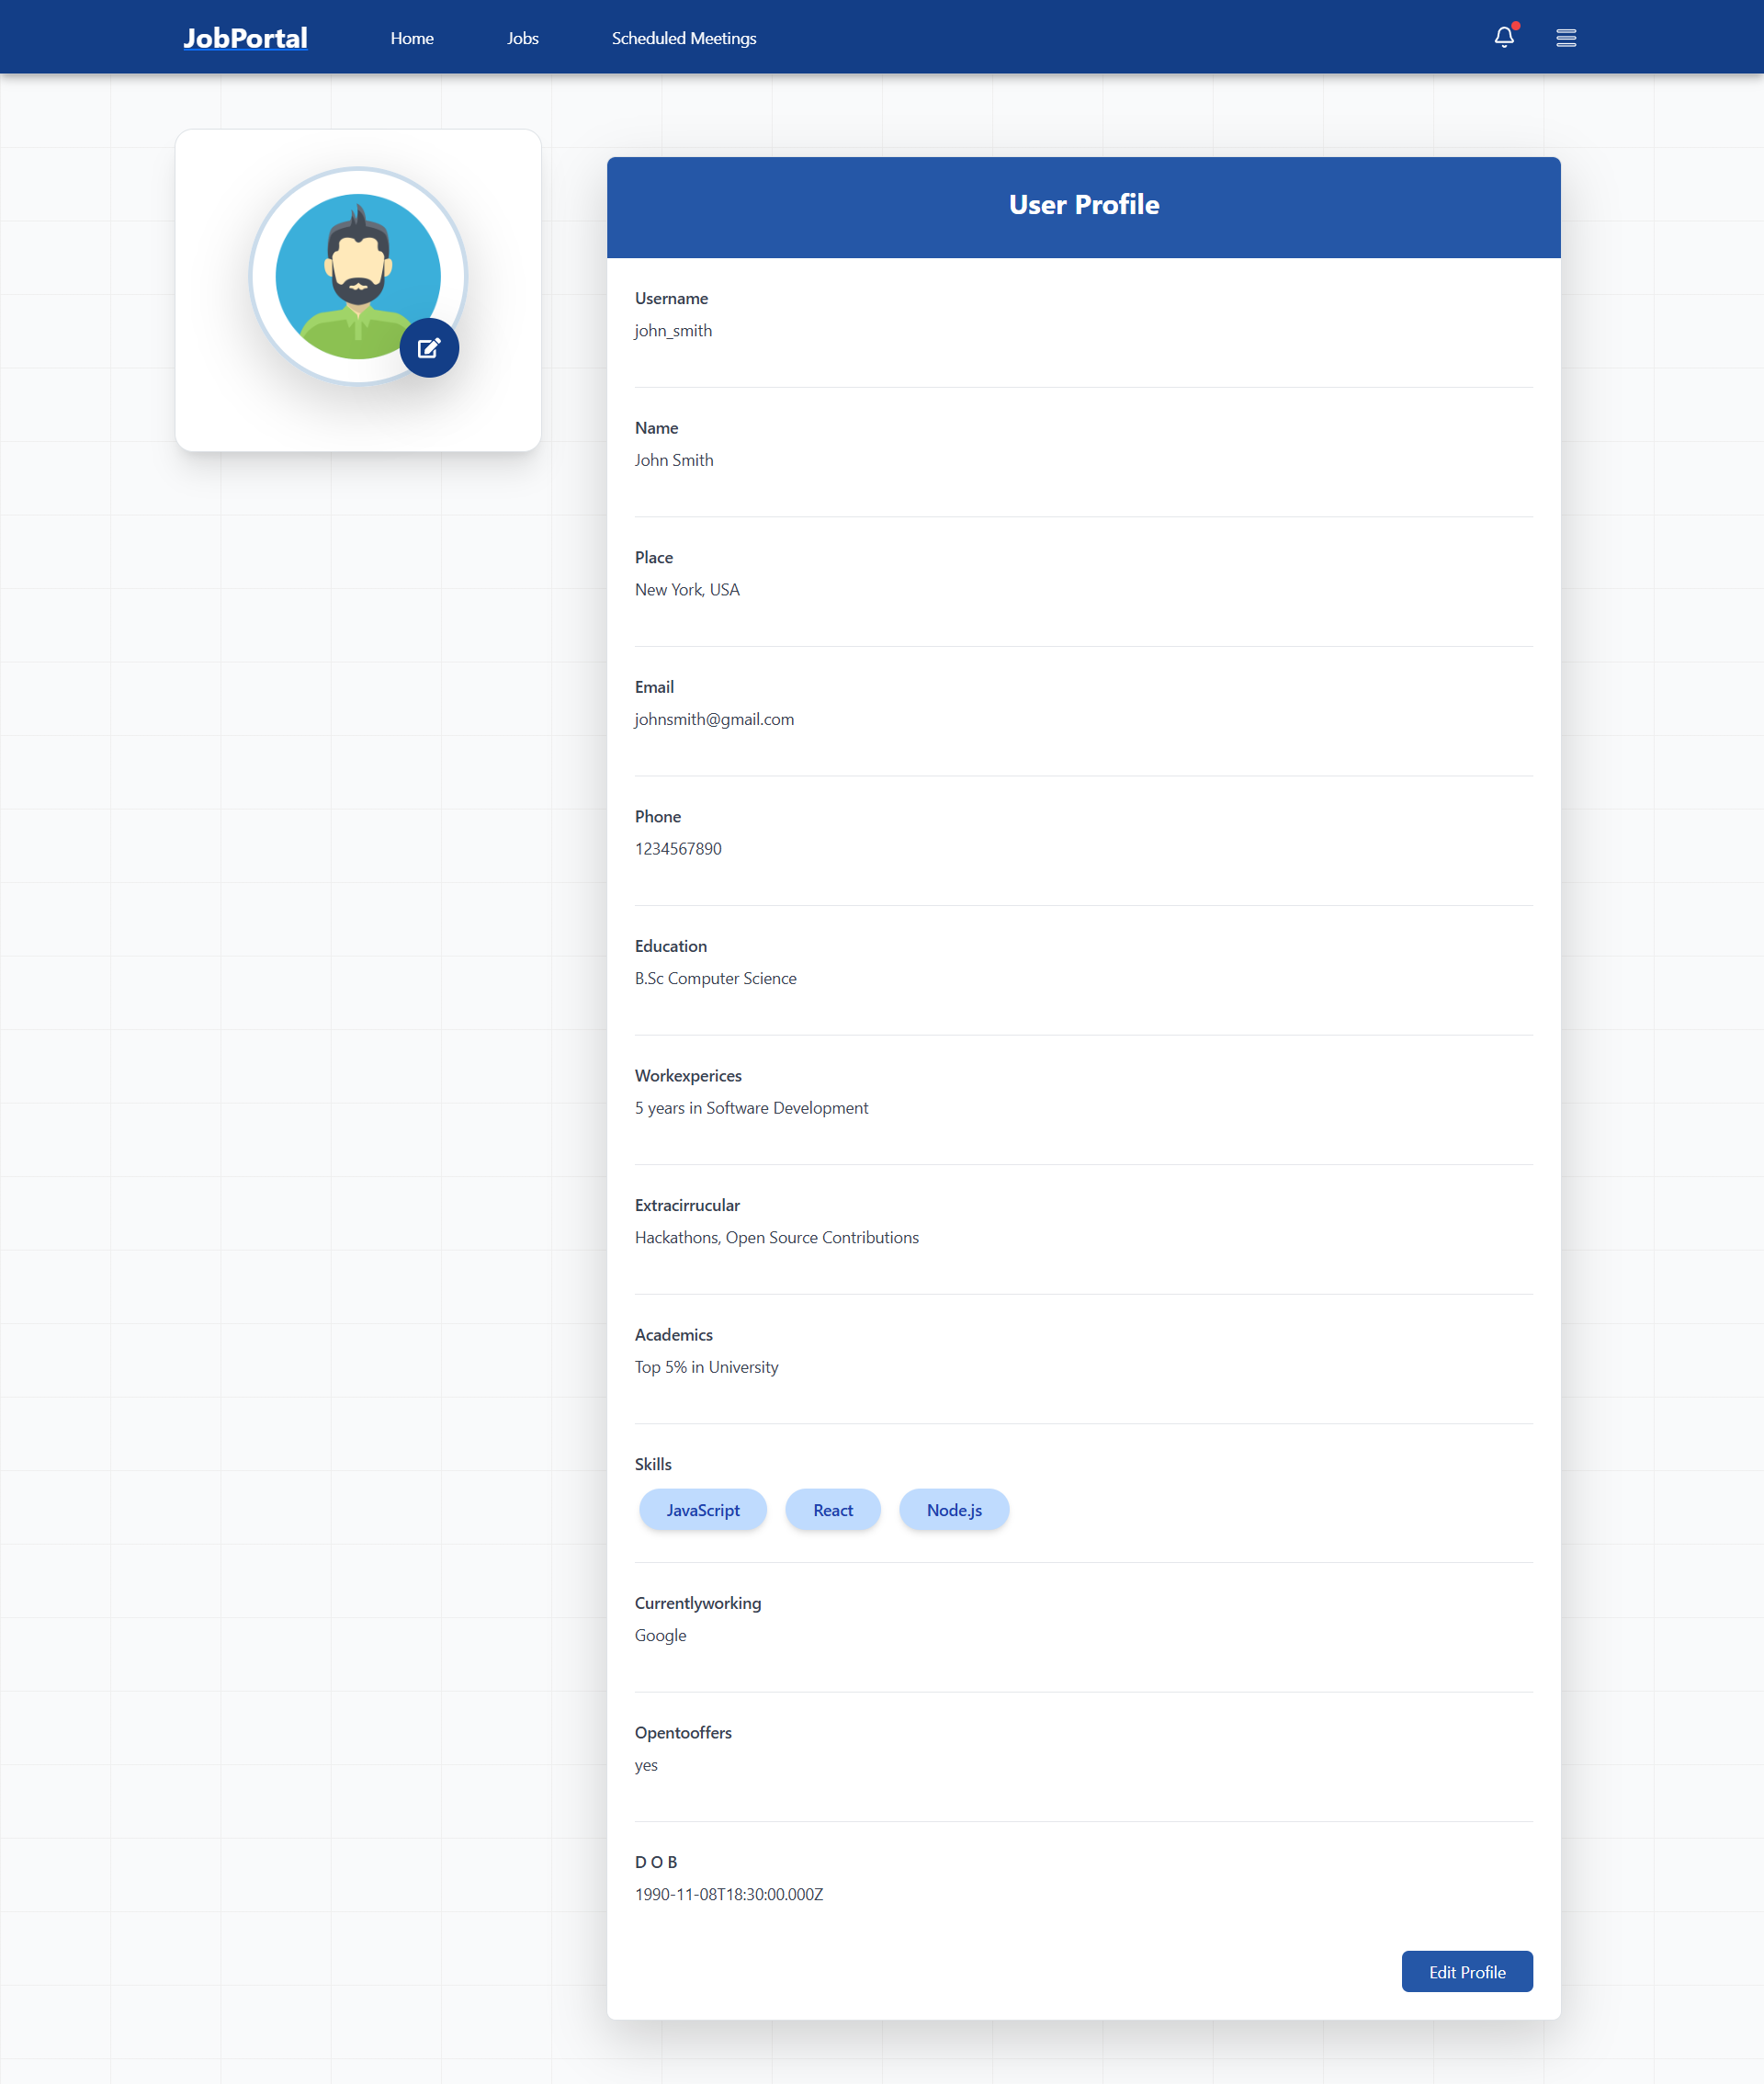 JobPortal
Home
Jobs
Scheduled Meetings
User Profile
Username
john_smith
Name
John Smith
Place
New York, USA
Email
johnsmith@gmail.com
Phone
1234567890
Education
B.Sc Computer Science
Workexperices
5 years in Software Development
Extracirrucular
Hackathons, Open Source Contributions
Academics
Top 5% in University
Skills
JavaScript
React
Node.js
Currentlyworking
Google
Opentooffers
yes
D O B
1990-11-08T18:30:00.000Z
Edit Profile